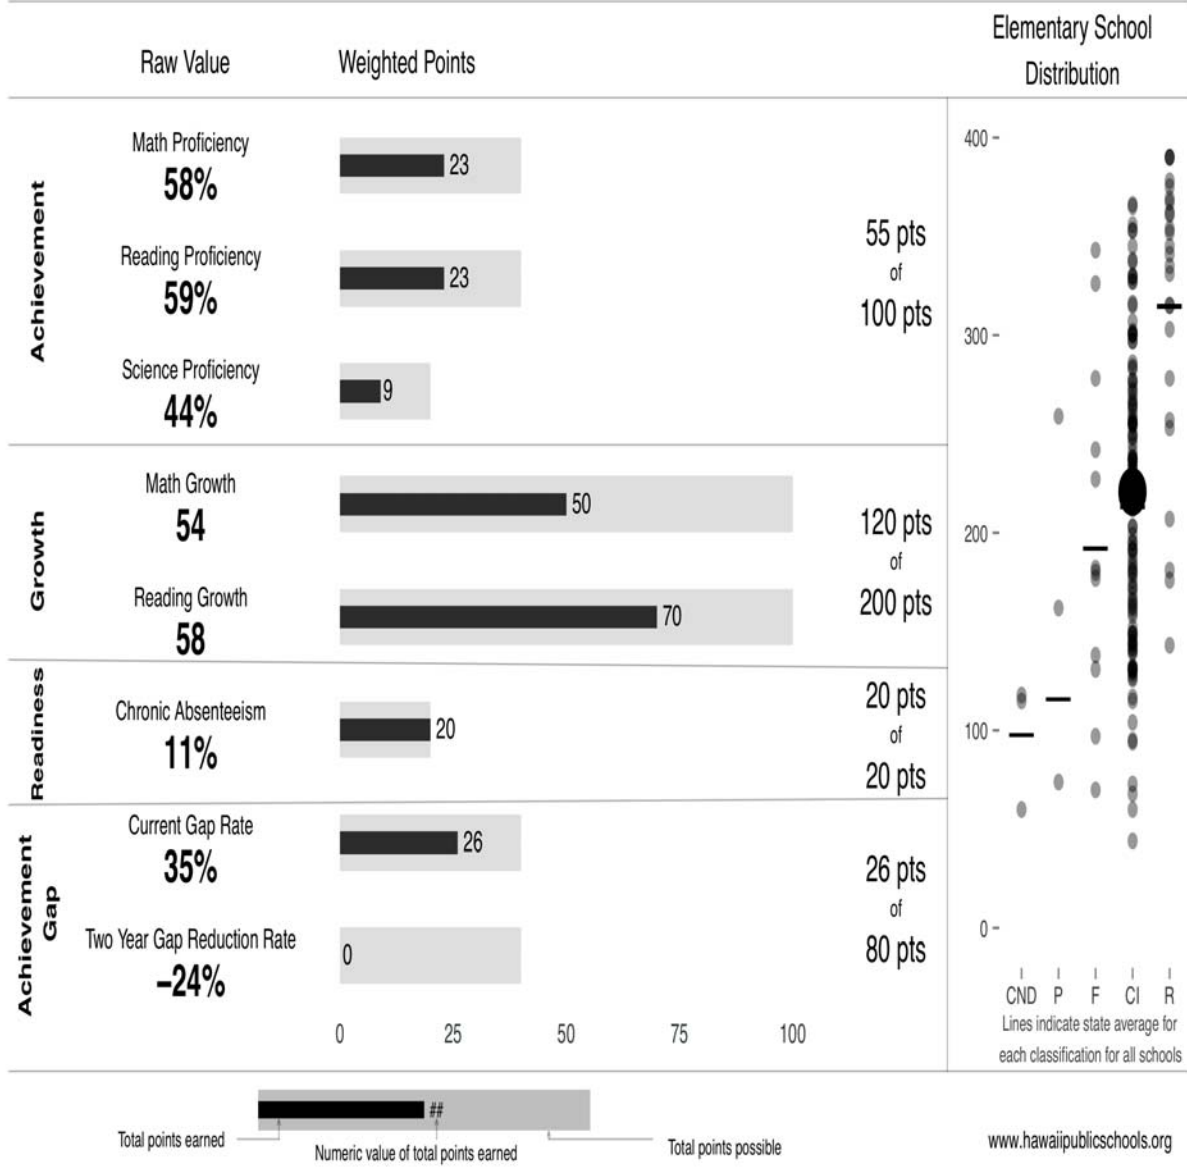 Raw Value
Weighted Points
Elementary School
Distribution
Achievement
Math Proficiency
58%
23
Reading Proficiency
59%
23
Science Proficiency
44%
9
55 pts
of
100 pts
Growth
Math Growth
54
50
Reading Growth
58
70
120 pts
of
200 pts
Readiness
Chronic Absenteeism
11%
20
20 pts
of
20 pts
Achievement
Gap
Current Gap Rate
35%
26
Two Year Gap Reduction Rate
−24%
0
26 pts
of
80 pts
0 25 50 75 100
400
300
200
100
0
CND P F CI R
Lines indicate state average for
each classification for all schools
##
Total points earned
Numeric value of total points earned
Total points possible
www.hawaiipublicschools.org